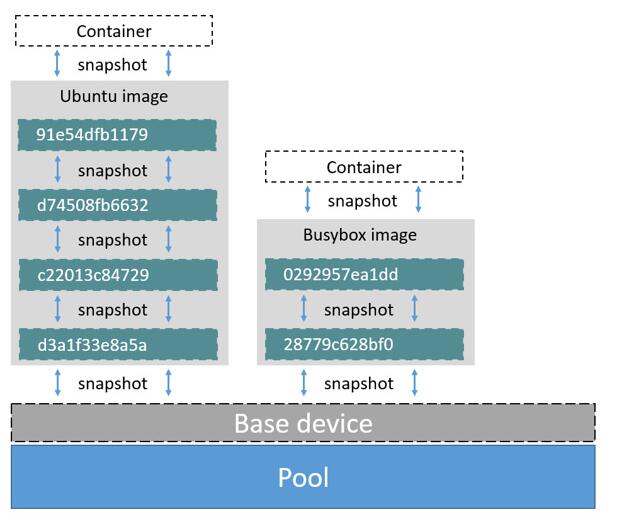 Container
snapshot
Ubuntu image
91e54dfb1179
snapshot
d74508fb6632
snapshot
c22013c84729
snapshot
d3a1f33e8a5a
snapshot
Container
snapshot
Busybox image
0292957ea1dd
snapshot
28779c628bf0
snapshot
Base device
Pool